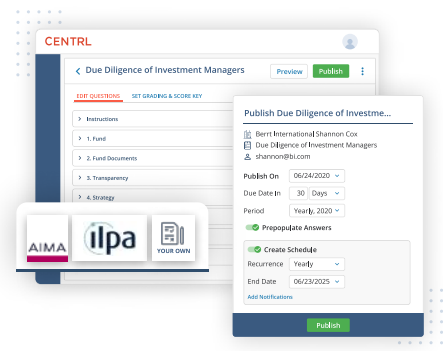 CENTRL
Due Diligence of Investment Managers
Preview
Publish
EDIT QUESTIONS
SET GRADING & SCORE KEY
Instructions
1. Fund
2. Fund Documents
3. Transparency
4. Strategy
AIMA
ilpa
YOUR OWN
Publish Due Diligence of Investme...
Berrt International Shannon Cox
Due Diligence of Investment Managers
shannon@bi.com
Publish On 06/24/2020
Due Date In 30 Days
Period Yearly, 2020
Prepopulate Answers
Create Schedule
Recurrence Yearly
End Date 06/23/2025
Add Notifications
Publish